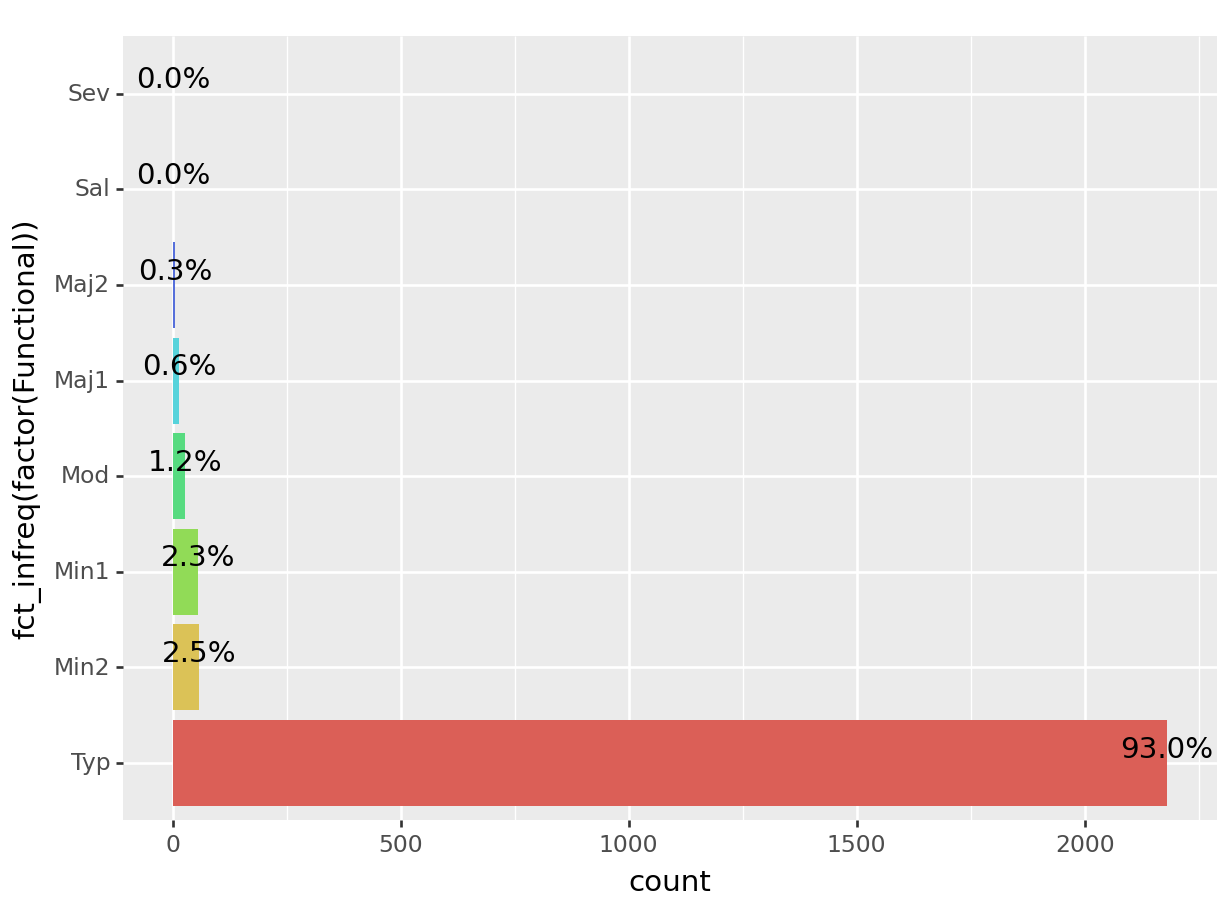 Sev 0.0%
Sal 0.0%
Maj2 0.3%
Maj1 0.6%
Mod 1.2%
Min1 2.3%
Min2 2.5%
Typ 93.0%
0 500 1000 1500 2000
count
fct_infreq(factor(Functional))